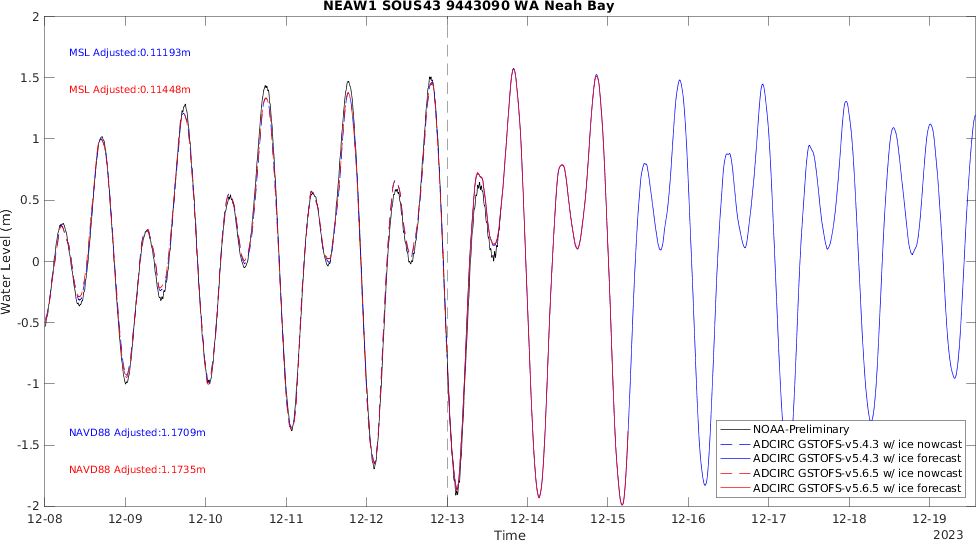 NEAW1 SOUS43 9443090 WA Neah Bay
MSL Adjusted:0.11193m
MSL Adjusted:0.11448m
NAVD88 Adjusted:1.1709m
NAVD88 Adjusted:1.1735m
Water Level (m)
2
1.5
1
0.5
0
-0.5
-1
-1.5
-2
NOAA-Preliminary
ADCIRC GSTOFS-v5.4.3 w/ ice nowcast
ADCIRC GSTOFS-v5.4.3 w/ ice forecast
ADCIRC GSTOFS-v5.6.5 w/ ice nowcast
ADCIRC GSTOFS-v5.6.5 w/ ice forecast
12-08 12-09 12-10 12-11 12-12 12-13 12-14 12-15 12-16 12-17 12-18 12-19
Time
2023